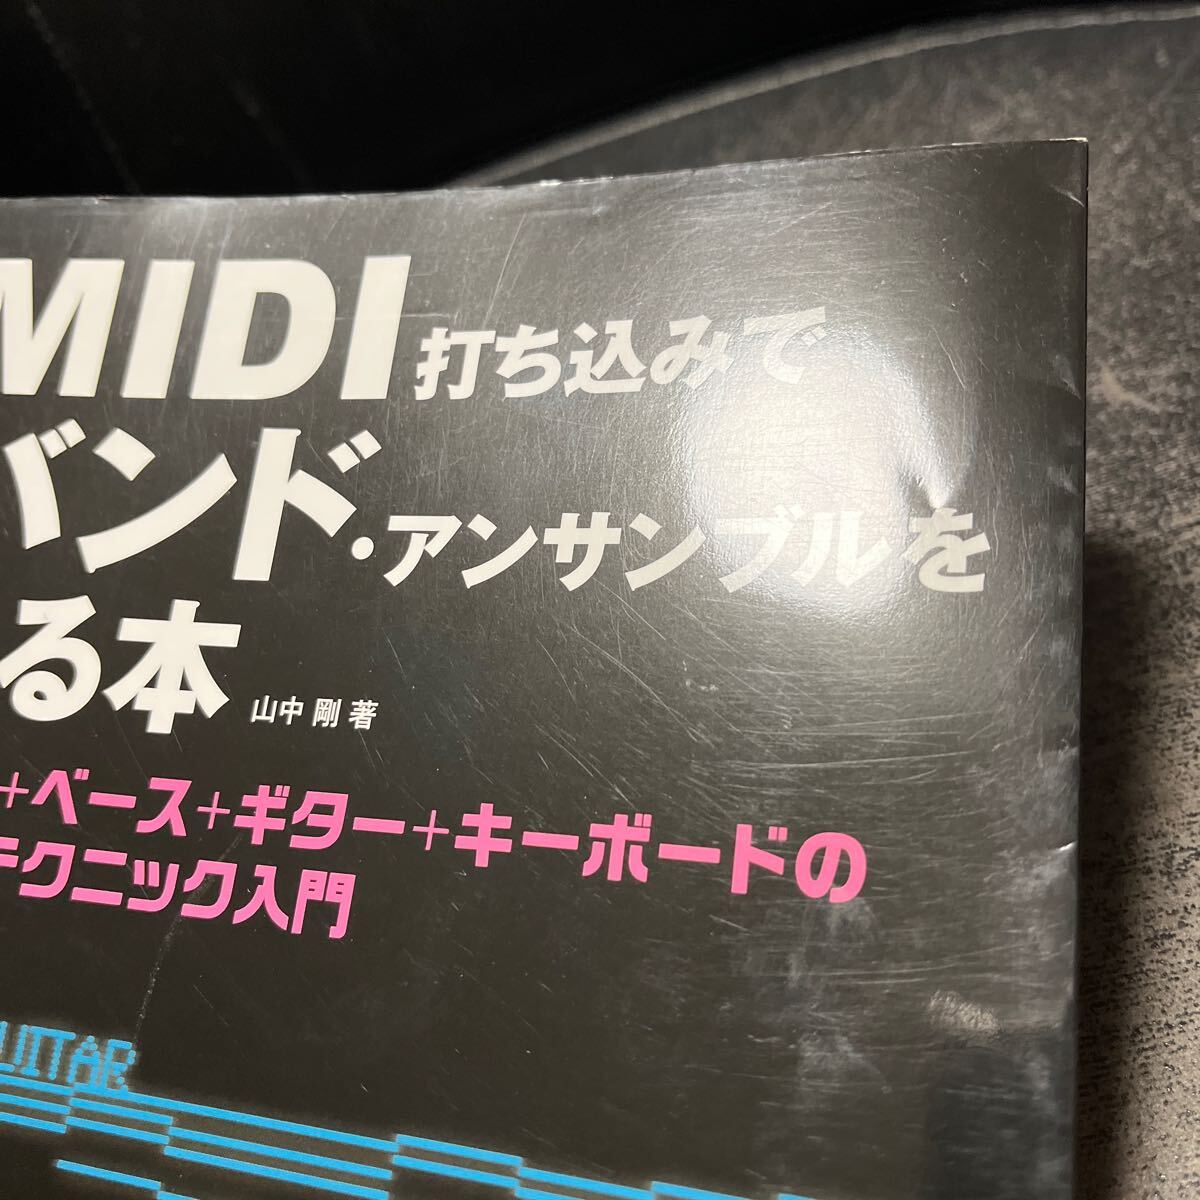 MIDI打ち込みで
バンド・アンサンブルを
る本 山中 剛 著
+ベース+ギター+キーボードの
テクニック入門
UITAR